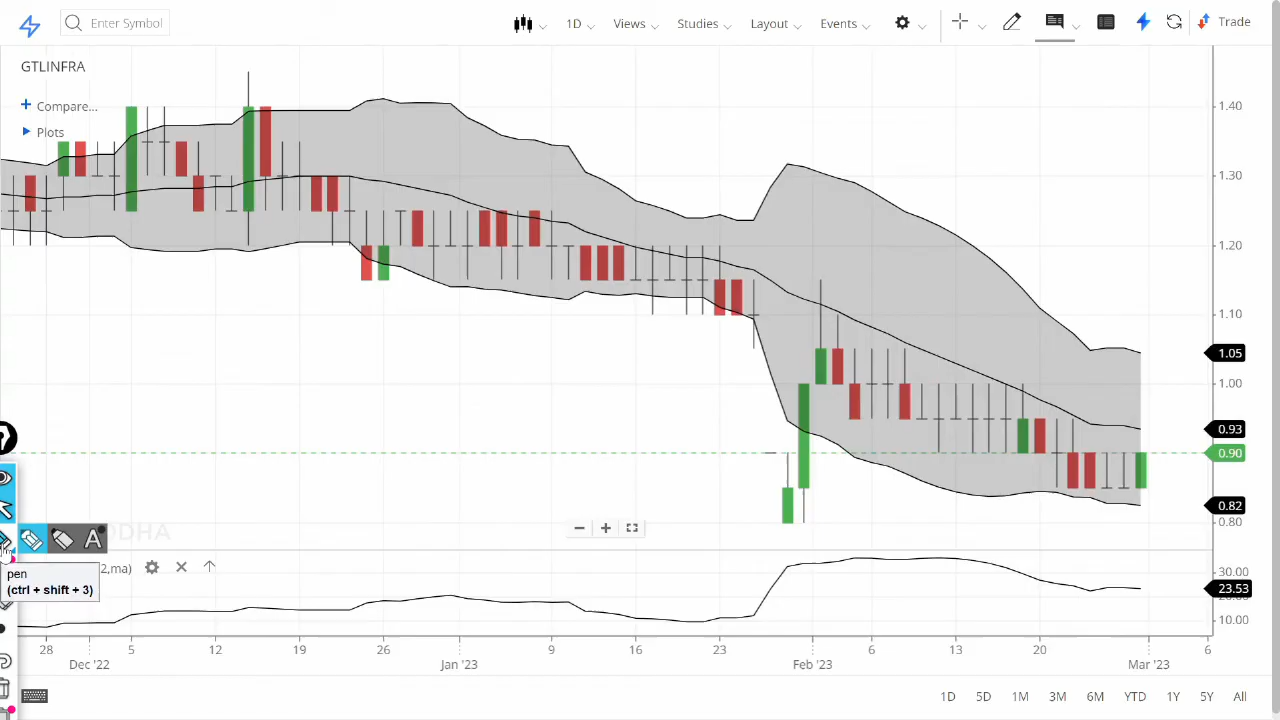 Enter Symbol
1D
Views
Studies
Layout
Events
Trade
GTLINFRA
+ Compare...
Plots
1.40
1.30
1.20
1.10
1.05
1.00
0.93
0.90
0.82
0.80
A
pen
(ctrl + shift + 3)
2,ma)
30.00
23.53
10.00
28
5
12
19
26
9
16
23
6
13
20
6
Dec '22
Jan '23
Feb '23
Mar '23
1D
5D
1M
3M
6M
YTD
1Y
5Y
All